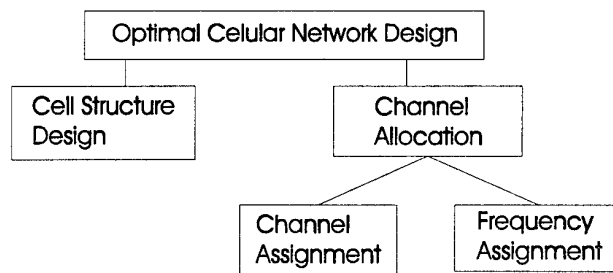 Optimal Celular Network Design
Cell Structure
Design
Channel
Allocation
Channel
Assignment
Frequency
Assignment